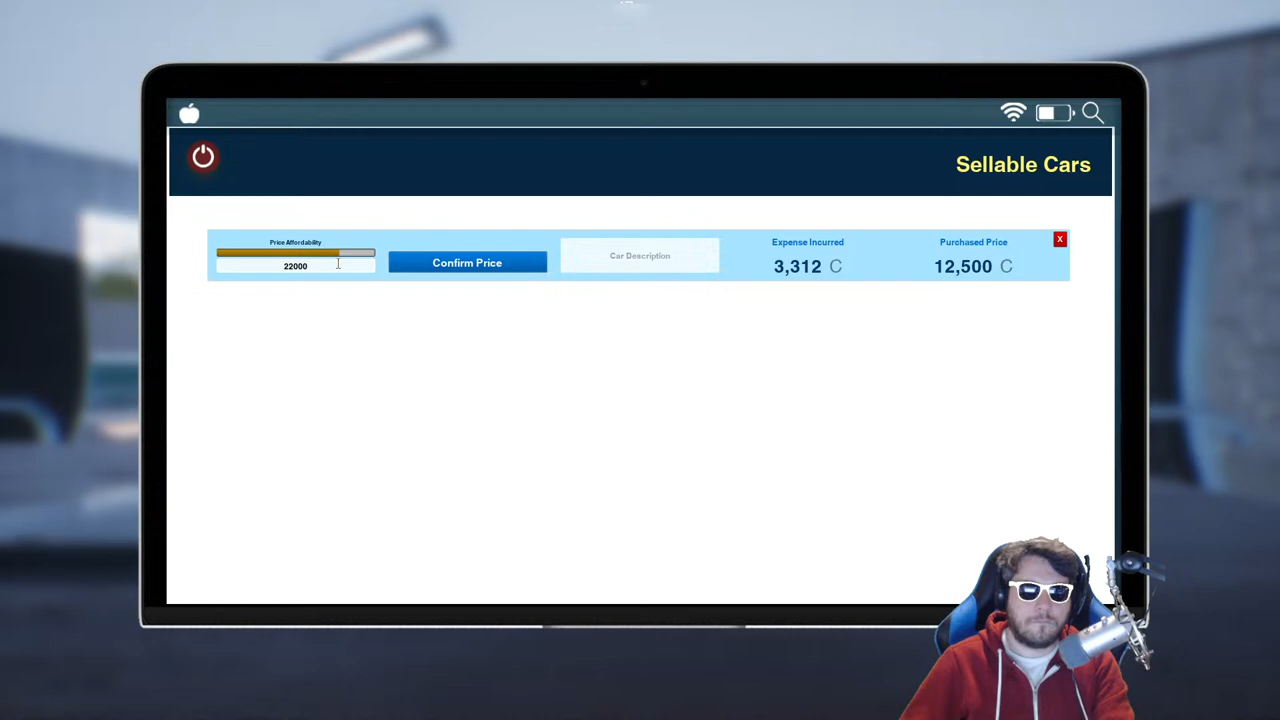 Sellable Cars
Price Affordability
22000
Confirm Price
Car Description
Expense Incurred
3,312 C
Purchased Price
12,500 C
X